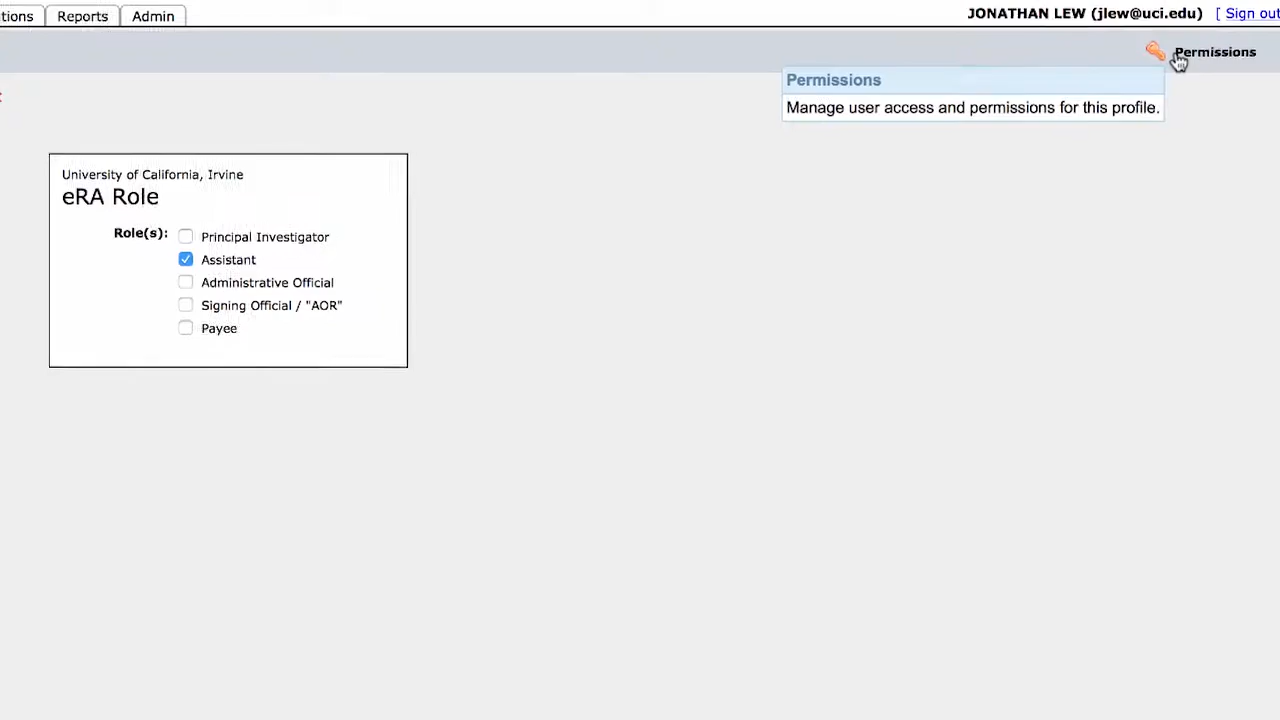 tions Reports Admin
JONATHAN LEW (jlew@uci.edu) [ Sign out
Permissions
Permissions
Manage user access and permissions for this profile.
University of California, Irvine
eRA Role
Role(s):
Principal Investigator
Assistant
Administrative Official
Signing Official / "AOR"
Payee